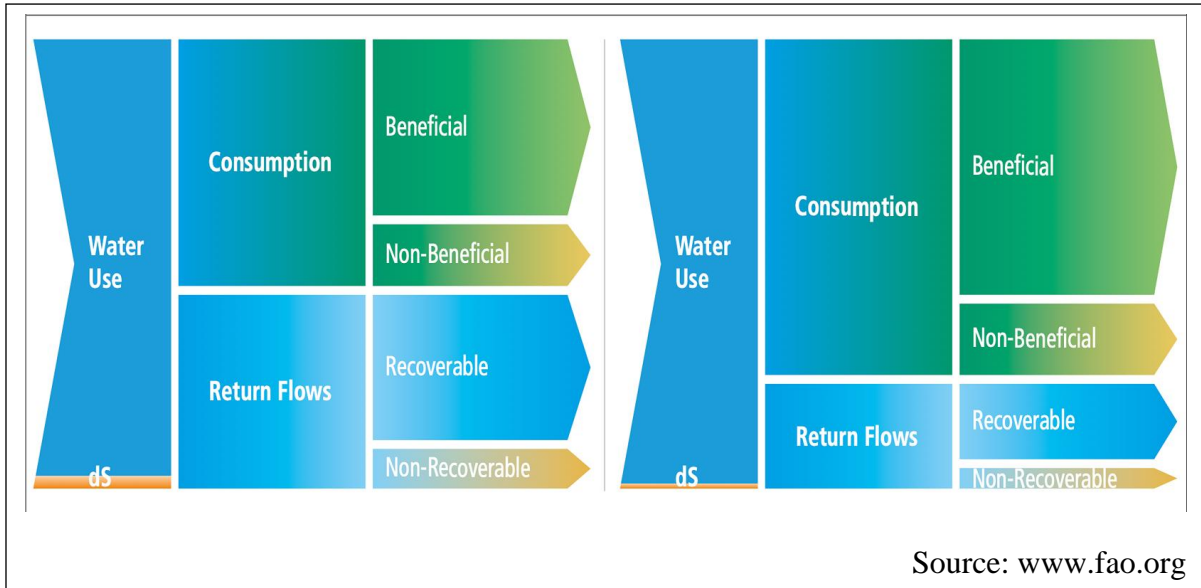 Water
Use
dS
Consumption
Return Flows
Beneficial
Non-Beneficial
Recoverable
Non-Recoverable
Water
Use
dS
Consumption
Return Flows
Beneficial
Non-Beneficial
Recoverable
Non-Recoverable
Source: www.fao.org